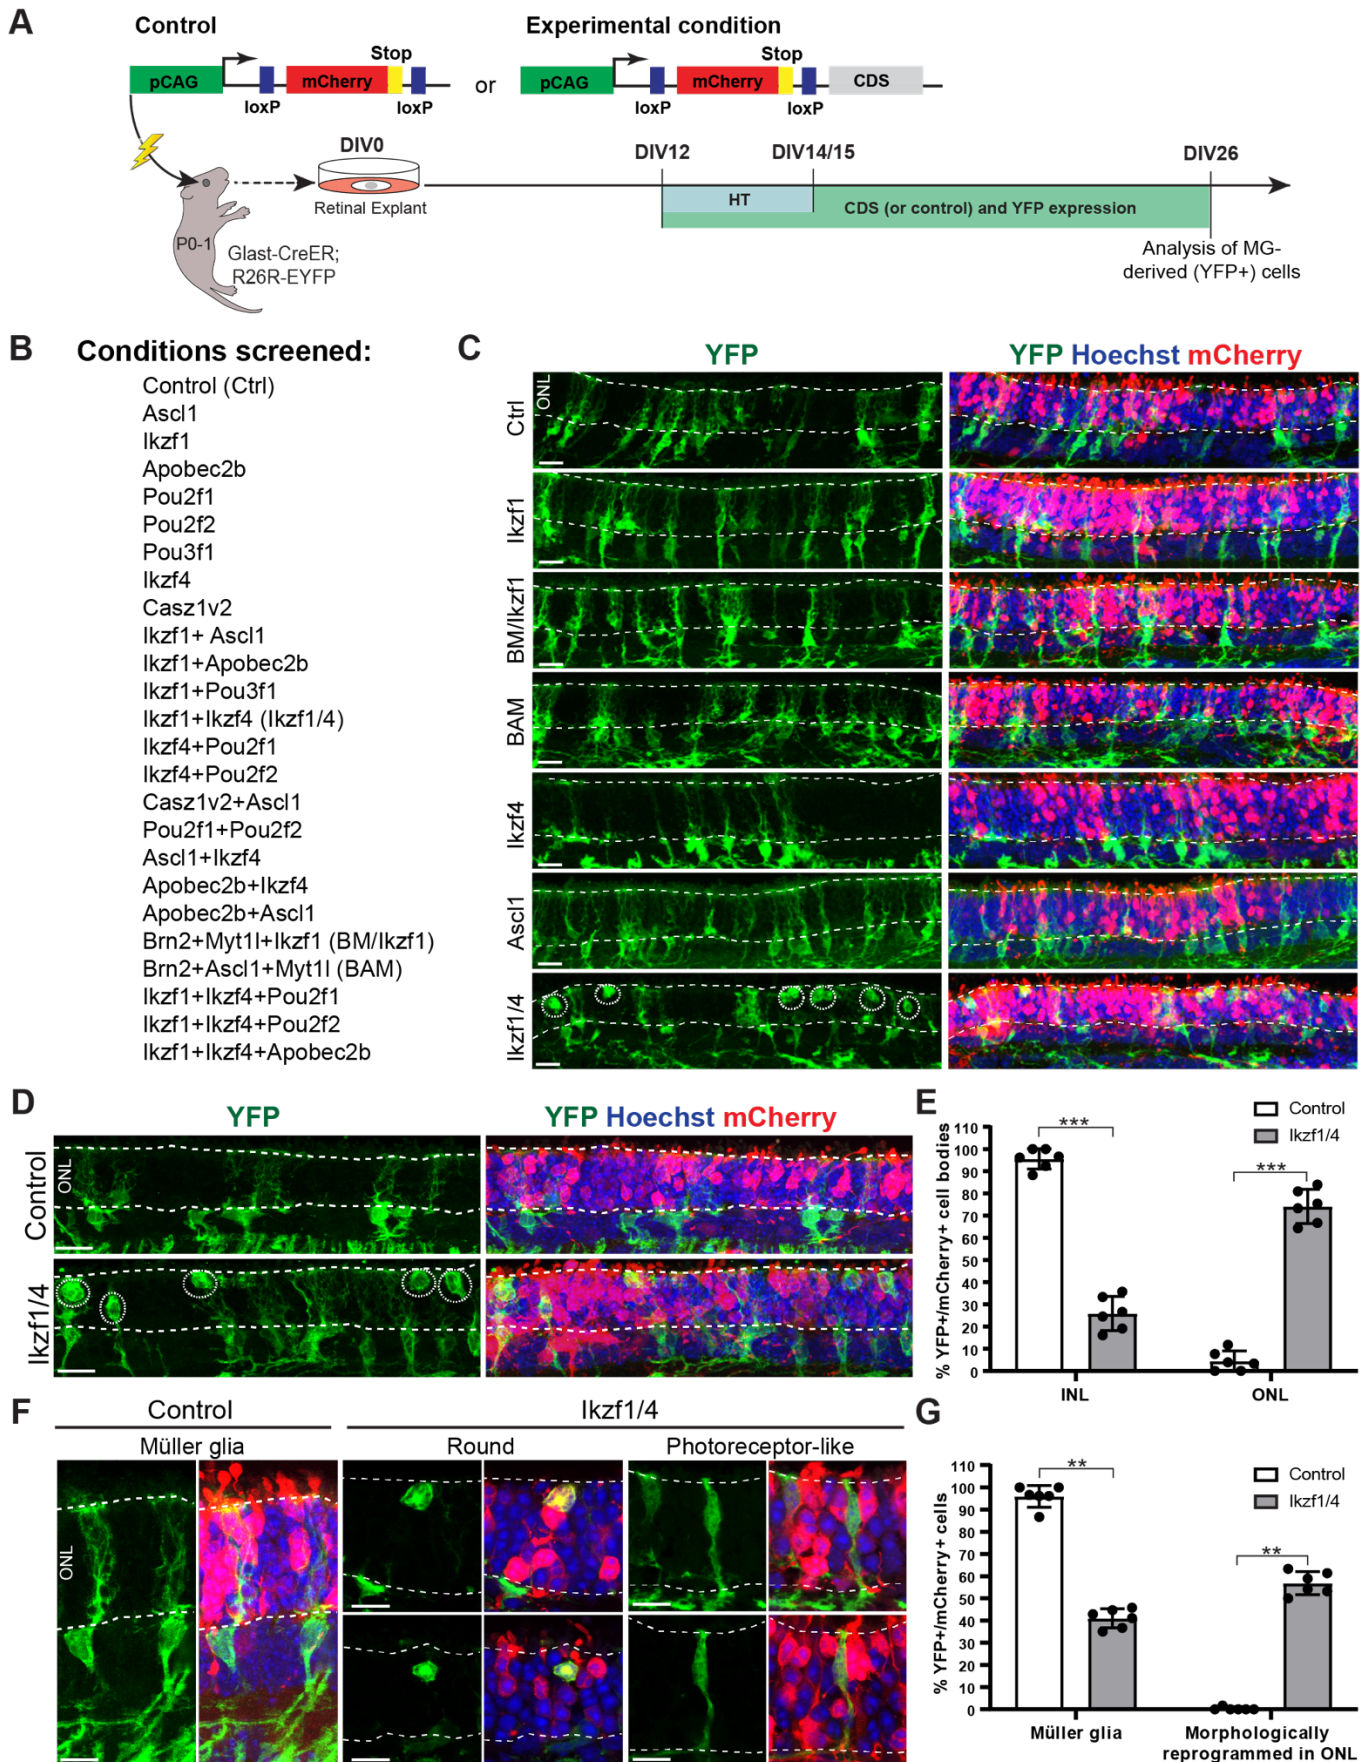 A
Control
Experimental condition
Stop
Stop
pCAG
mCherry
or
pCAG
mCherry
CDS
loxP
loxP
loxP
loxP
DIV0
DIV12
DIV14/15
DIV26
HT
CDS (or control) and YFP expression
Retinal Explant
P0-1
Glast-CreER;
R26R-EYFP
Analysis of MG-
derived (YFP+) cells
B
Conditions screened:
Control (Ctrl)
Ascl1
Ikzf1
Apobec2b
Pou2f1
Pou2f2
Pou3f1
Ikzf4
Casz1v2
Ikzf1+ Ascl1
Ikzf1+Apobec2b
Ikzf1+Pou3f1
Ikzf1+Ikzf4 (Ikzf1/4)
Ikzf4+Pou2f1
Ikzf4+Pou2f2
Casz1v2+Ascl1
Pou2f1+Pou2f2
Ascl1+Ikzf4
Apobec2b+Ikzf4
Apobec2b+Ascl1
Brn2+Myt1l+Ikzf1 (BM/Ikzf1)
Brn2+Ascl1+Myt1l (BAM)
Ikzf1+Ikzf4+Pou2f1
Ikzf1+Ikzf4+Pou2f2
Ikzf1+Ikzf4+Apobec2b
C
YFP
YFP Hoechst mCherry
ONL
Ctrl
Ikzf1
BM/Ikzf1
BAM
Ikzf4
Ascl1
Ikzf1/4
D
YFP
YFP Hoechst mCherry
ONL
Control
Ikzf1/4
E
Control
Ikzf1/4
% YFP+/mCherry+ cell bodies
110
100
90
80
70
60
50
40
30
20
10
0
***
***
INL
ONL
F
Control
Ikzf1/4
Müller glia
Round
Photoreceptor-like
ONL
G
Control
Ikzf1/4
% YFP+/mCherry+ cells
110
100
90
80
70
60
50
40
30
20
10
0
**
**
Müller glia
Morphologically
reprogrammed in ONL